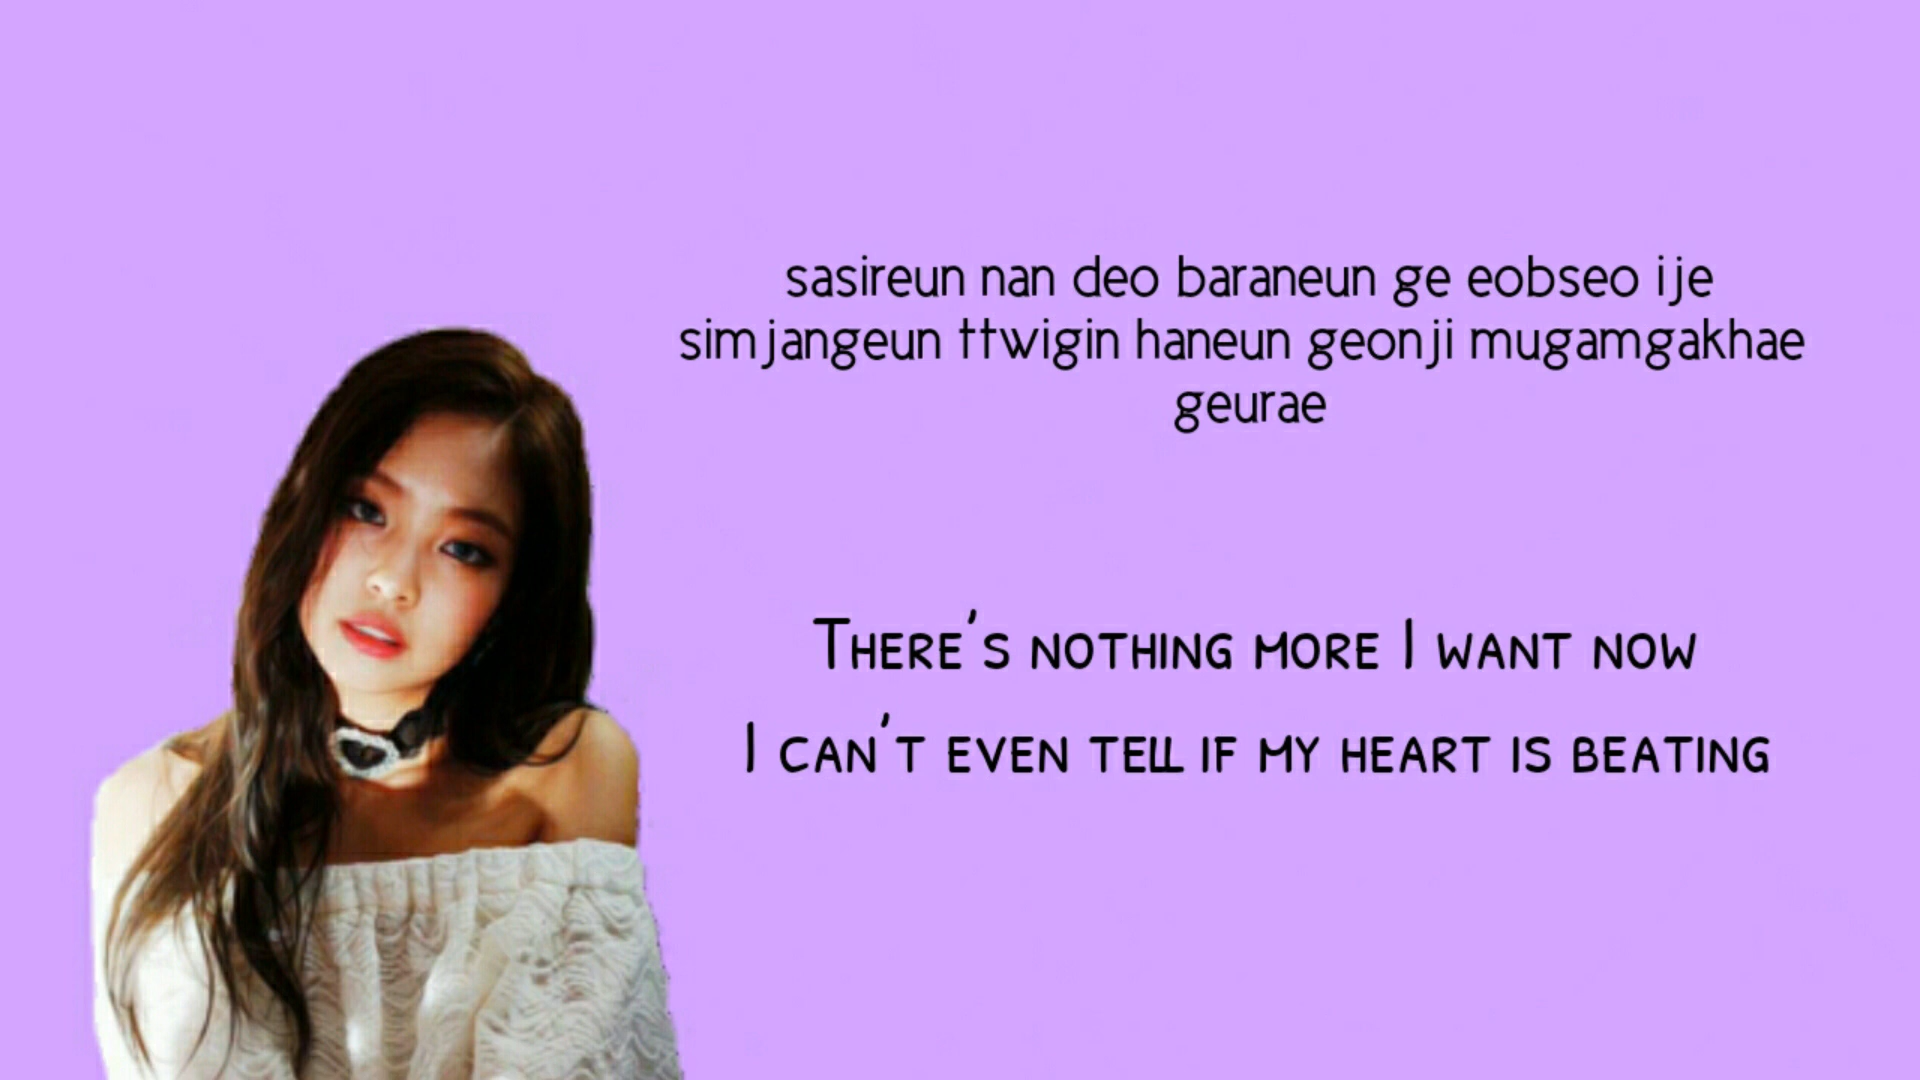 sasireun nan deo baraneun ge eobseo ije
simjangeun ttwigin haneun geonji mugamgakhae
geurae
There's nothing more I want now
I can't even tell if my heart is beating